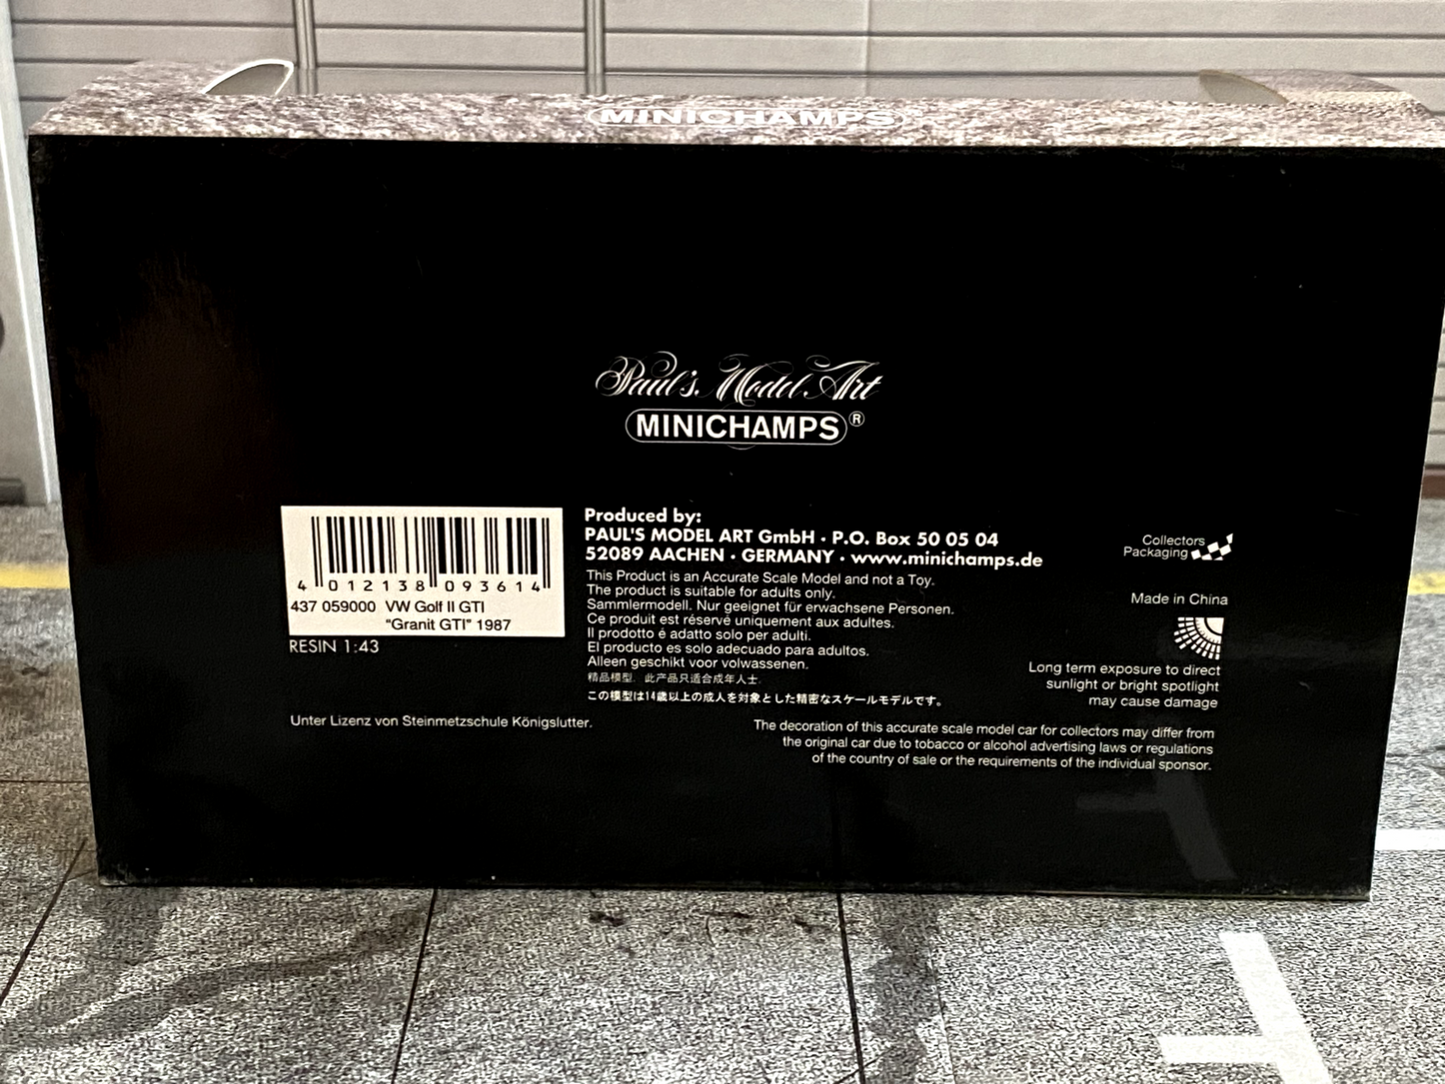 MINICHAMPS
Paul's Model Art
MINICHAMPS®
4 012138 093614
437 059000 VW Golf II GTI
"Granit GTI" 1987
RESIN 1:43
Unter Lizenz von Steinmetzschule Königslutter.
Produced by:
PAUL'S MODEL ART GmbH · P.O. Box 50 05 04
52089 AACHEN · GERMANY · www.minichamps.de
This Product is an Accurate Scale Model and not a Toy.
The product is suitable for adults only.
Sammlermodell. Nur geeignet für erwachsene Personen.
Ce produit est réservé uniquement aux adultes.
Il prodotto é adatto solo per adulti.
El producto es solo adecuado para adultos.
Alleen geschikt voor volwassenen.
精品模型. 此产品只适合成年人士.
この模型は14歳以上の成人を対象とした精密なスケールモデルです。
Collectors
Packaging
Made in China
Long term exposure to direct
sunlight or bright spotlight
may cause damage
The decoration of this accurate scale model car for collectors may differ from
the original car due to tobacco or alcohol advertising laws or regulations
of the country of sale or the requirements of the individual sponsor.